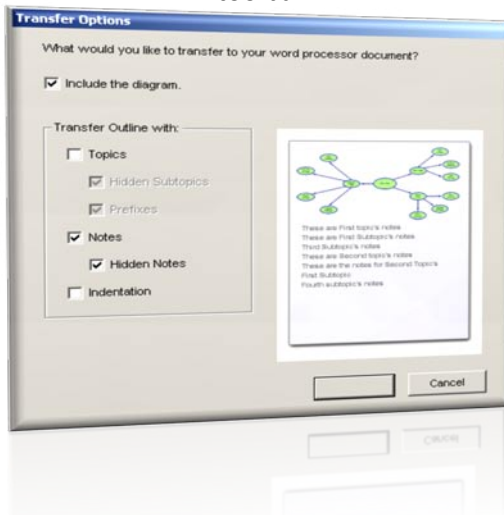 Transfer Options
What would you like to transfer to your word processor document?
Include the diagram.
Transfer Outline with:
Topics
Hidden Subtopics
Prefixes
Notes
Hidden Notes
Indentation
These are First topic's notes
These are First Subtopic's notes
Third Subtopic's notes
These are Second topic's notes
These are the notes for Second Topic's
First Subtopic
Fourth subtopic's notes
Cancel